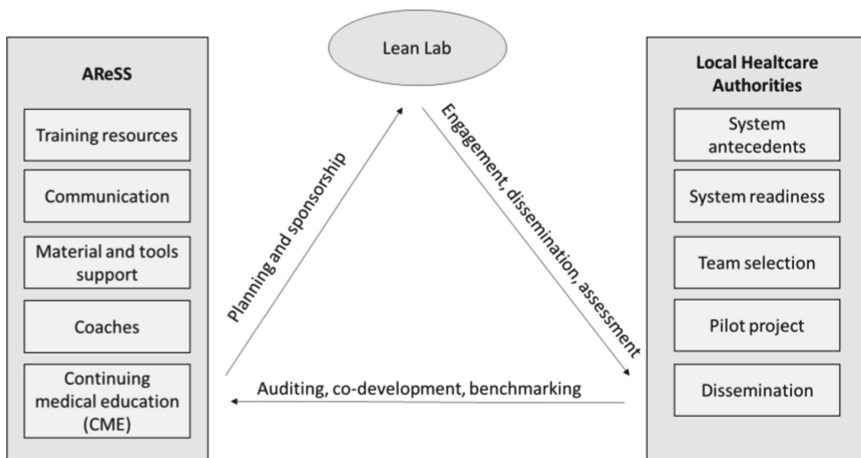 Lean Lab
AReSS
Training resources
Communication
Material and tools
support
Coaches
Continuing
medical education
(CME)
Planning and sponsorship
Engagement, dissemination, assessment
Auditing, co-development, benchmarking
Local Healtcare
Authorities
System
antecedents
System readiness
Team selection
Pilot project
Dissemination